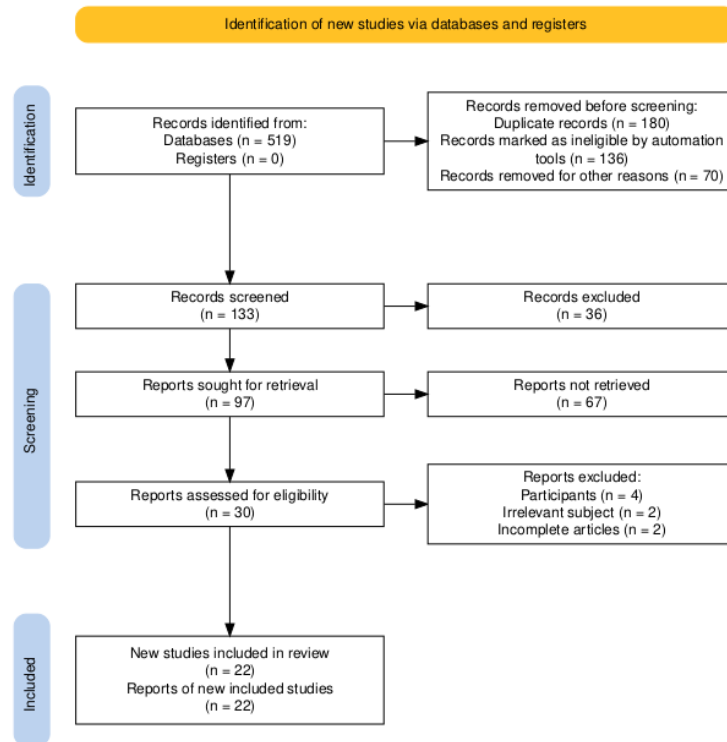 Identification of new studies via databases and registers
Identification
Records identified from:
Databases (n = 519)
Registers (n = 0)
Records removed before screening:
Duplicate records (n = 180)
Records marked as ineligible by automation
tools (n = 136)
Records removed for other reasons (n = 70)
Screening
Records screened
(n = 133)
Records excluded
(n = 36)
Reports sought for retrieval
(n = 97)
Reports not retrieved
(n = 67)
Reports assessed for eligibility
(n = 30)
Reports excluded:
Participants (n = 4)
Irrelevant subject (n = 2)
Incomplete articles (n = 2)
Included
New studies included in review
(n = 22)
Reports of new included studies
(n = 22)